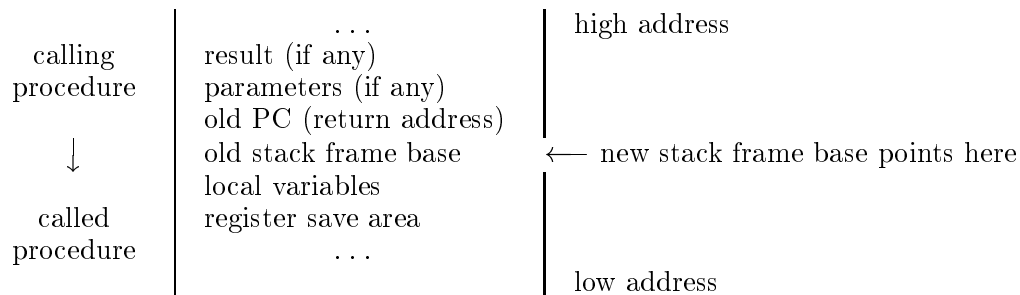 . . . high address
calling result (if any)
procedure parameters (if any)
old PC (return address)
↓ old stack frame base ⟵ new stack frame base points here
local variables
called register save area
procedure . . .
low address